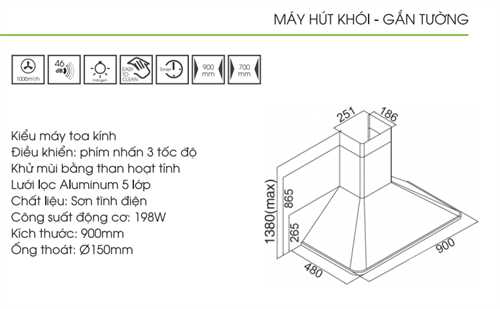 MÁY HÚT KHÓI - GẮN TƯỜNG
1000m³/h
46
halogen
EASY TO CLEAN
900 mm
700 mm
Kiểu máy toa kính
Điều khiển: phím nhấn 3 tốc độ
Khử mùi bằng than hoạt tính
Lưới lọc Aluminum 5 lớp
Chất liệu: Sơn tĩnh điện
Công suất động cơ: 198W
Kích thước: 900mm
Ống thoát: Ø150mm
251
186
1380(max)
865
265
480
900